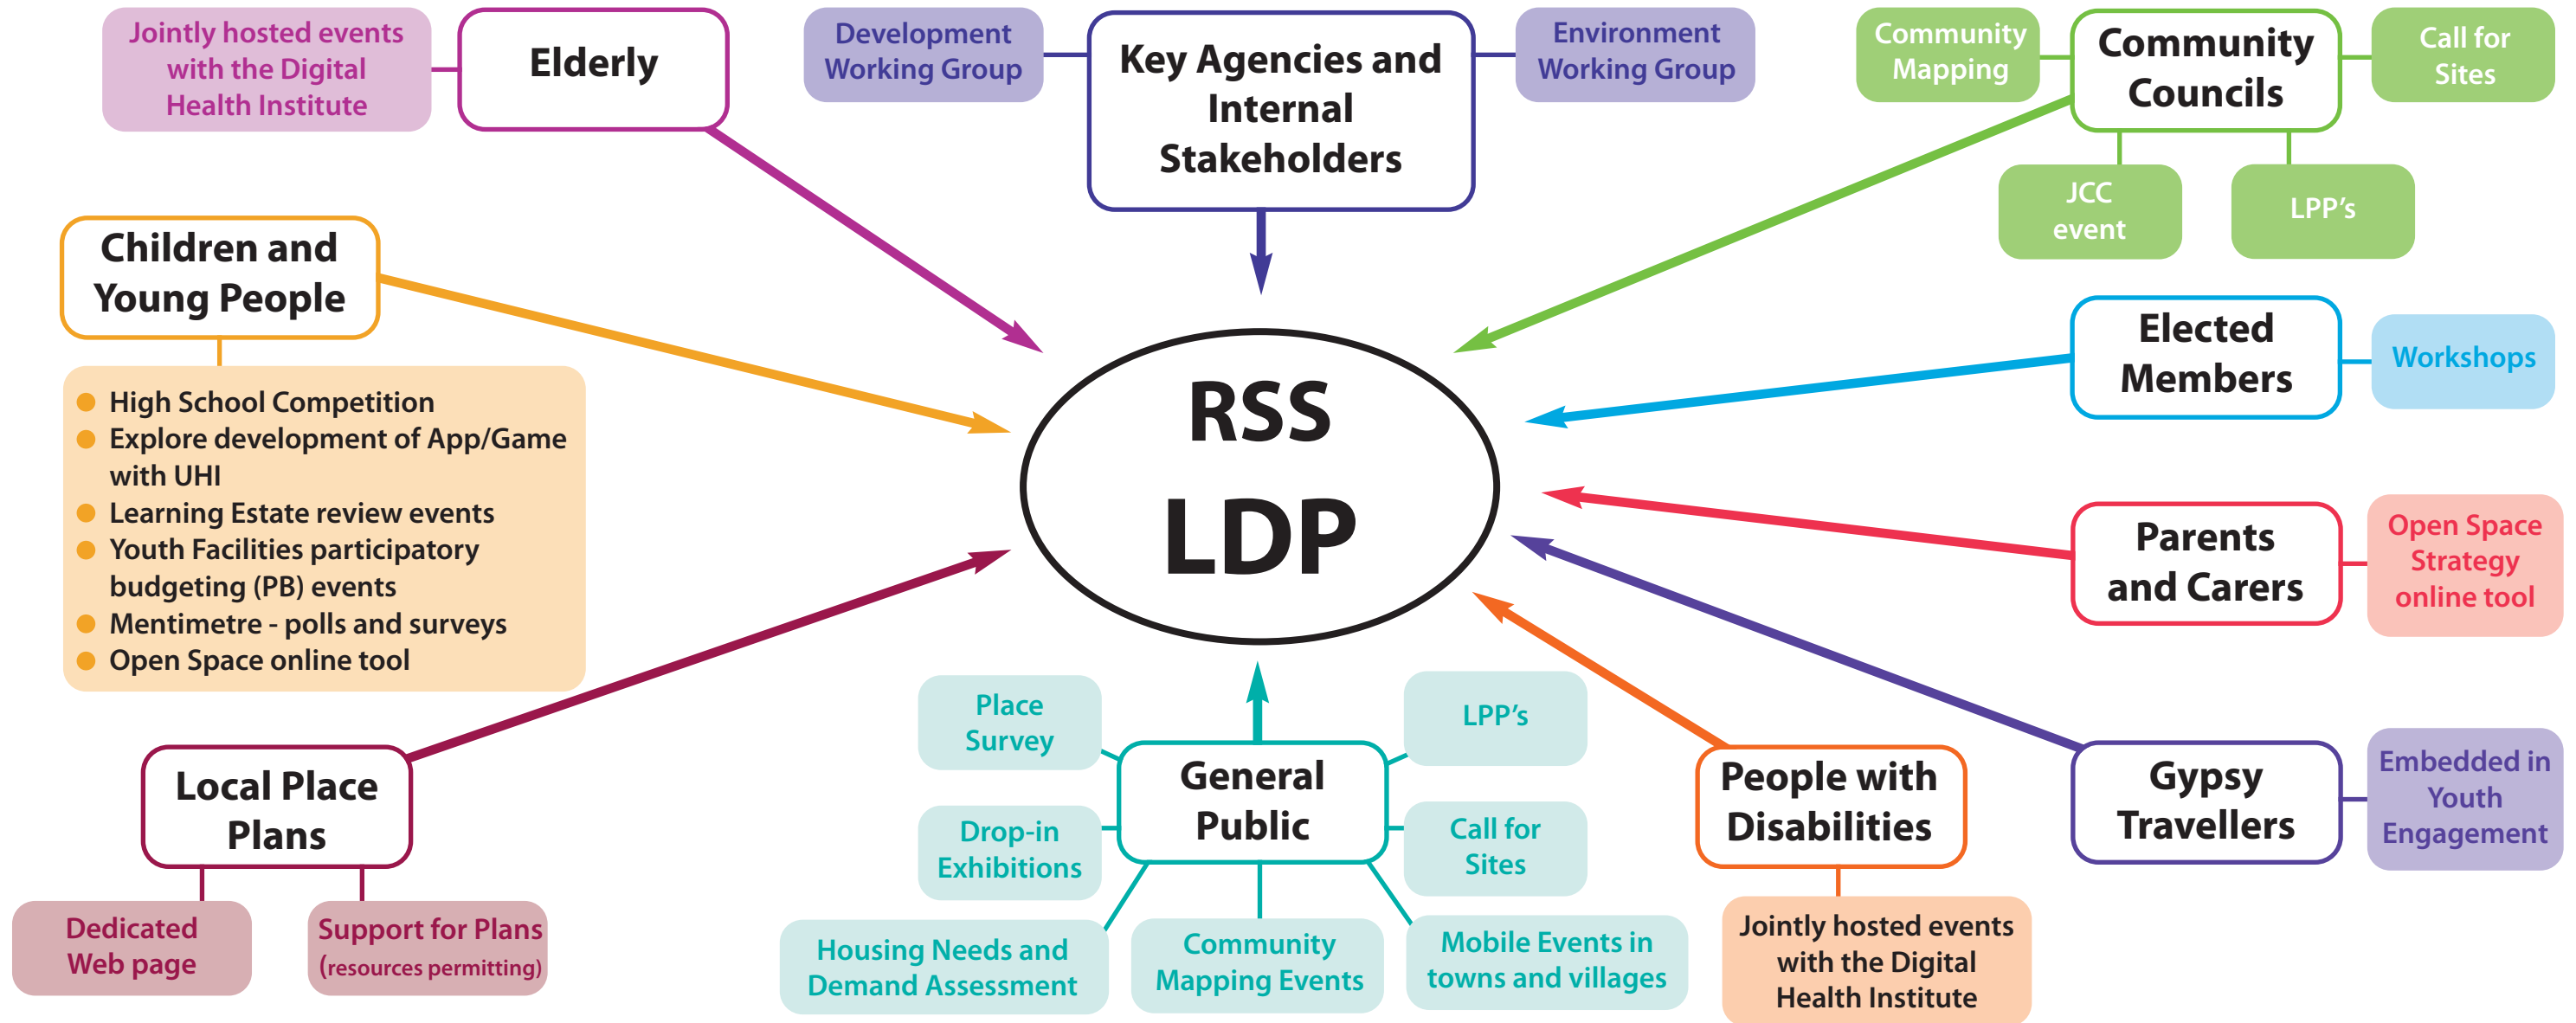 Jointly hosted events
with the Digital
Health Institute
Elderly
Development
Working Group
Key Agencies and
Internal
Stakeholders
Environment
Working Group
Community
Mapping
Community
Councils
Call for
Sites
JCC
event
LPP’s
Children and
Young People
High School Competition
Explore development of App/Game
with UHI
Learning Estate review events
Youth Facilities participatory
budgeting (PB) events
Mentimetre - polls and surveys
Open Space online tool
RSS
LDP
Elected
Members
Workshops
Parents
and Carers
Open Space
Strategy
online tool
Local Place
Plans
Dedicated
Web page
Support for Plans
(resources permitting)
Place
Survey
LPP’s
General
Public
Drop-in
Exhibitions
Call for
Sites
Housing Needs and
Demand Assessment
Community
Mapping Events
Mobile Events in
towns and villages
People with
Disabilities
Jointly hosted events
with the Digital
Health Institute
Gypsy
Travellers
Embedded in
Youth
Engagement